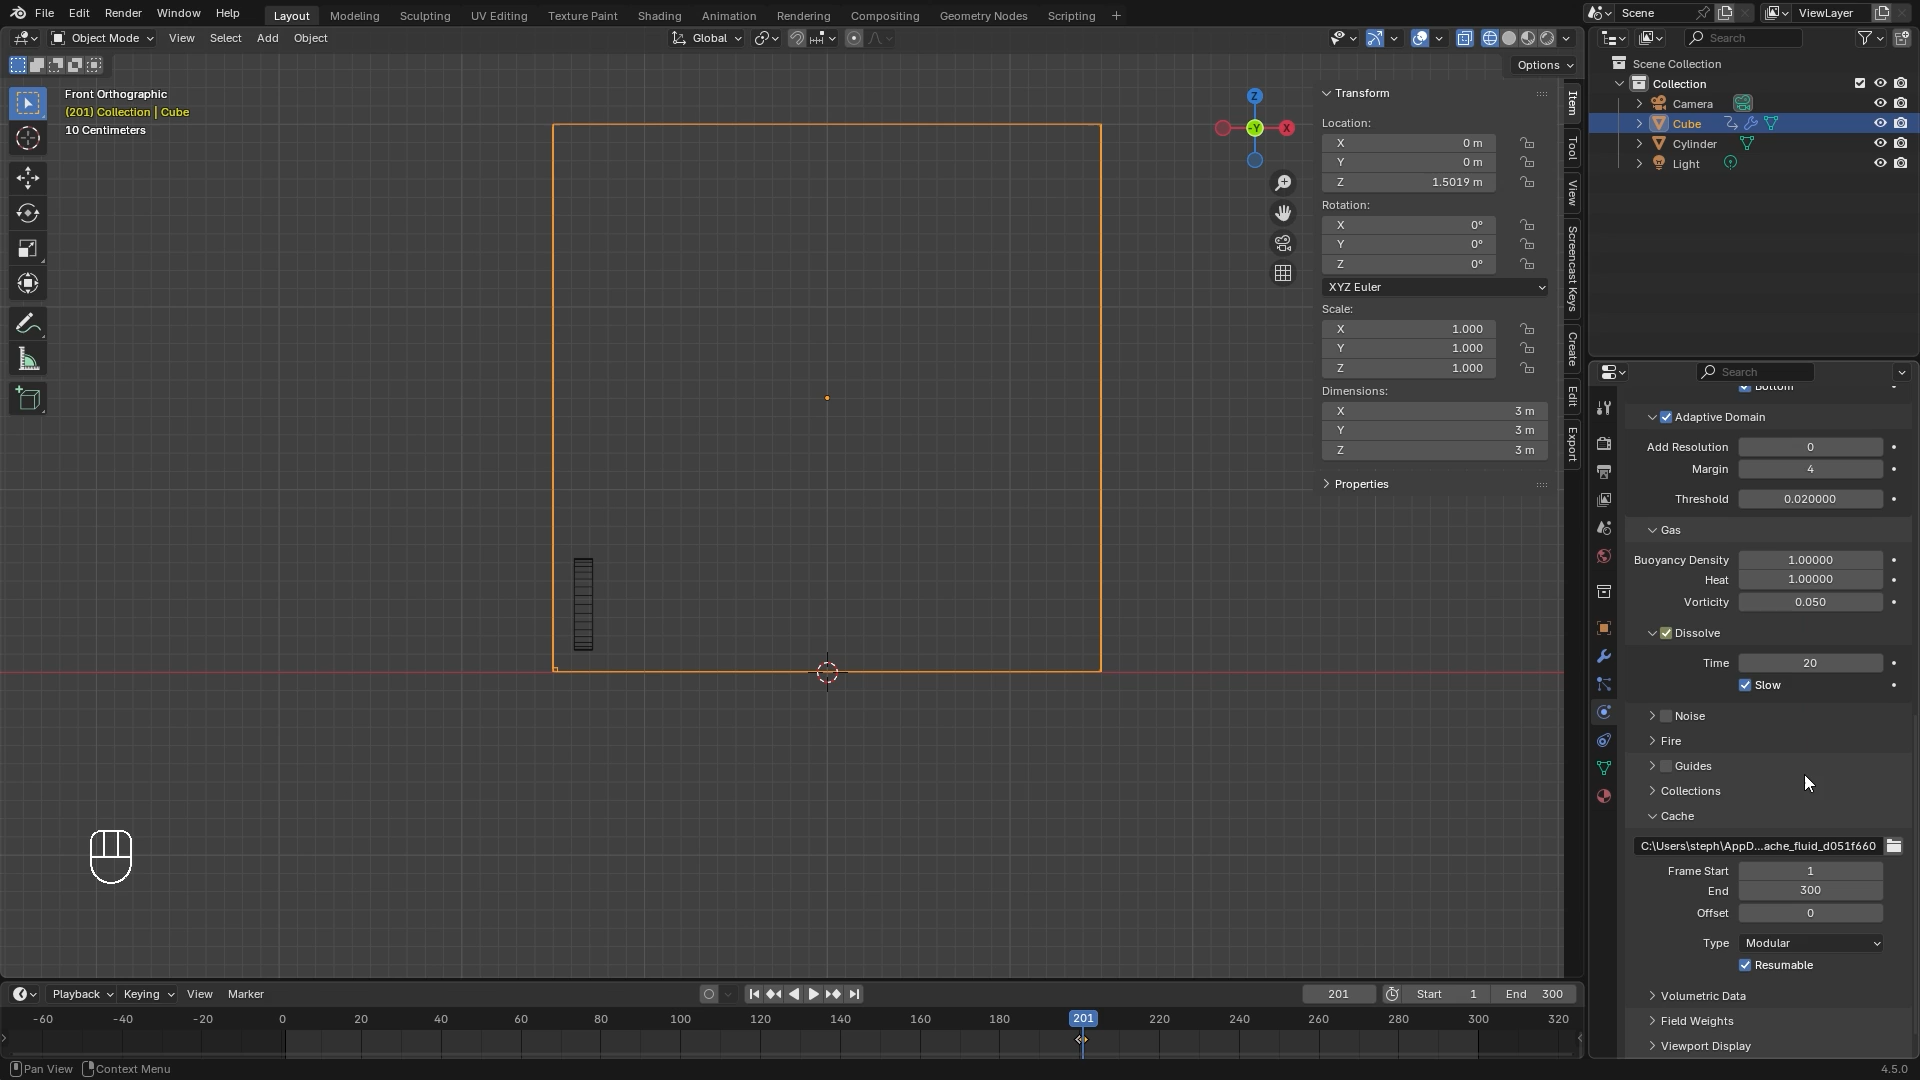 File Edit Render Window Help Layout Modeling Sculpting UV Editing Texture Paint Shading Animation Rendering Compositing Geometry Nodes Scripting + Scene ViewLayer
Object Mode View Select Add Object Global Search
Options
Front Orthographic
(201) Collection | Cube
10 Centimeters
Z
-Y
X
Transform
Location:
X 0 m
Y 0 m
Z 1.5019 m
Rotation:
X 0°
Y 0°
Z 0°
XYZ Euler
Scale:
X 1.000
Y 1.000
Z 1.000
Dimensions:
X 3 m
Y 3 m
Z 3 m
Properties
Item
Tool
View
Screencast Keys
Create
Edit
Export
Scene Collection
Collection
Camera
Cube
Cylinder
Light
Search
Bottom
Adaptive Domain
Add Resolution 0
Margin 4
Threshold 0.020000
Gas
Buoyancy Density 1.00000
Heat 1.00000
Vorticity 0.050
Dissolve
Time 20
Slow
Noise
Fire
Guides
Collections
Cache
C:\Users\steph\AppD...ache_fluid_d051f660
Frame Start 1
End 300
Offset 0
Type Modular
Resumable
Volumetric Data
Field Weights
Viewport Display
Playback Keying View Marker 201 Start 1 End 300
-60 -40 -20 0 20 40 60 80 100 120 140 160 180 201 220 240 260 280 300 320
Pan View Context Menu 4.5.0